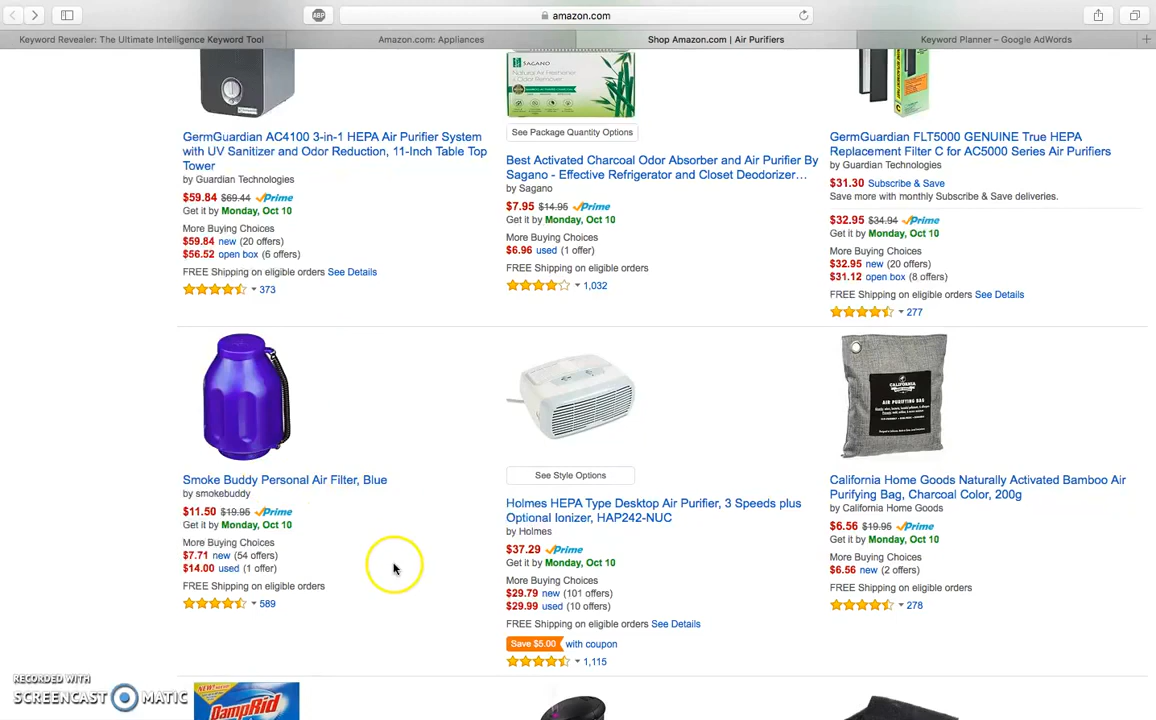 ABP
amazon.com
Keyword Revealer: The Ultimate Intelligence Keyword Tool
Amazon.com: Appliances
Shop Amazon.com | Air Purifiers
Keyword Planner – Google AdWords
GermGuardian AC4100 3-in-1 HEPA Air Purifier System
with UV Sanitizer and Odor Reduction, 11-Inch Table Top
Tower
by Guardian Technologies
$59.84 $69.44 Prime
Get it by Monday, Oct 10
More Buying Choices
$59.84 new (20 offers)
$56.52 open box (6 offers)
FREE Shipping on eligible orders See Details
373
SAGANO
Natural Air Freshener
& Odor Remover
See Package Quantity Options
Best Activated Charcoal Odor Absorber and Air Purifier By
Sagano - Effective Refrigerator and Closet Deodorizer…
by Sagano
$7.95 $14.95 Prime
Get it by Monday, Oct 10
More Buying Choices
$6.96 used (1 offer)
FREE Shipping on eligible orders
1,032
GermGuardian FLT5000 GENUINE True HEPA
Replacement Filter C for AC5000 Series Air Purifiers
by Guardian Technologies
$31.30 Subscribe & Save
Save more with monthly Subscribe & Save deliveries.
$32.95 $34.94 Prime
Get it by Monday, Oct 10
More Buying Choices
$32.95 new (20 offers)
$31.12 open box (8 offers)
FREE Shipping on eligible orders See Details
277
Smoke Buddy Personal Air Filter, Blue
by smokebuddy
$11.50 $19.95 Prime
Get it by Monday, Oct 10
More Buying Choices
$7.71 new (54 offers)
$14.00 used (1 offer)
FREE Shipping on eligible orders
589
See Style Options
Holmes HEPA Type Desktop Air Purifier, 3 Speeds plus
Optional Ionizer, HAP242-NUC
by Holmes
$37.29 Prime
Get it by Monday, Oct 10
More Buying Choices
$29.79 new (101 offers)
$29.99 used (10 offers)
FREE Shipping on eligible orders See Details
Save $5.00 with coupon
1,115
CALIFORNIA
AIR PURIFYING BAG
California Home Goods Naturally Activated Bamboo Air
Purifying Bag, Charcoal Color, 200g
by California Home Goods
$6.56 $19.95 Prime
Get it by Monday, Oct 10
More Buying Choices
$6.56 new (2 offers)
FREE Shipping on eligible orders
278
RECORDED WITH
SCREENCAST MATIC
DampRid